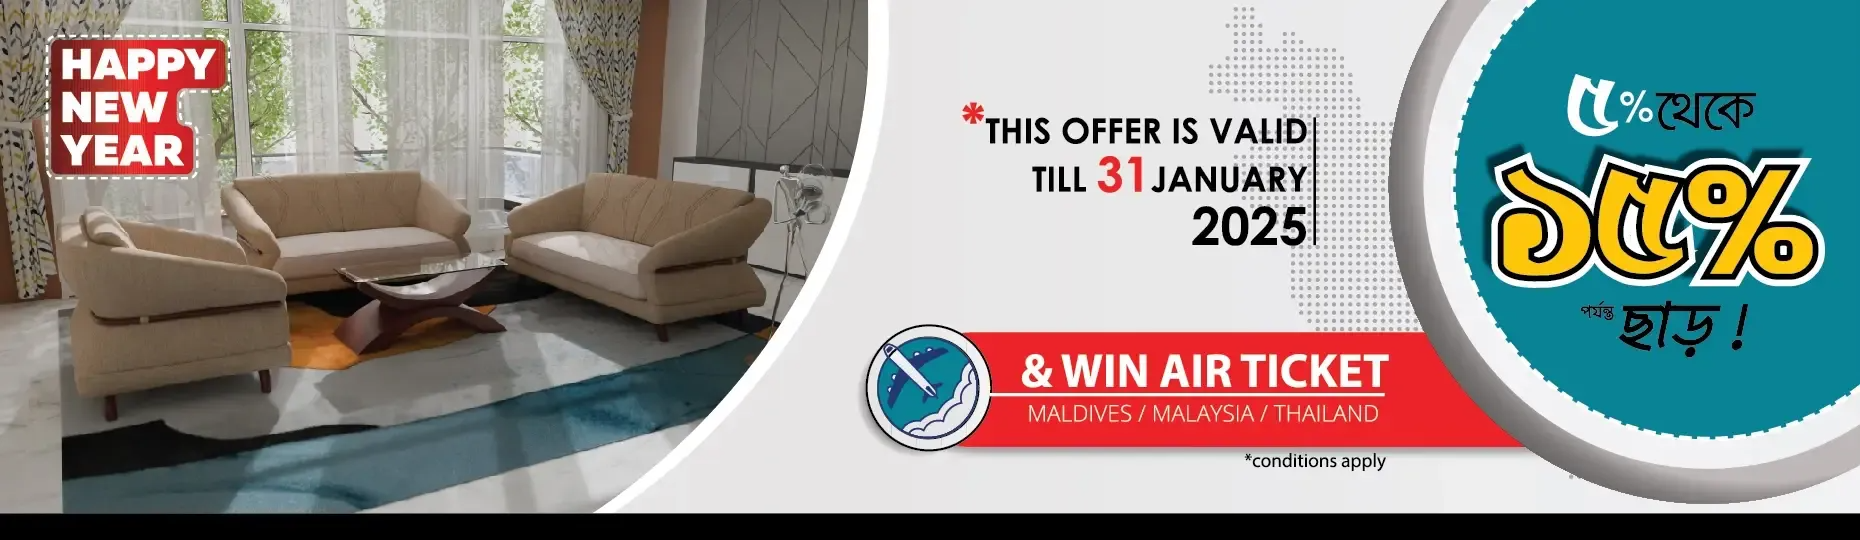 HAPPY
NEW
YEAR
*THIS OFFER IS VALID
TILL 31 JANUARY
2025
& WIN AIR TICKET
MALDIVES / MALAYSIA / THAILAND
*conditions apply
৫% থেকে
১৫%
পর্যন্ত ছাড় !